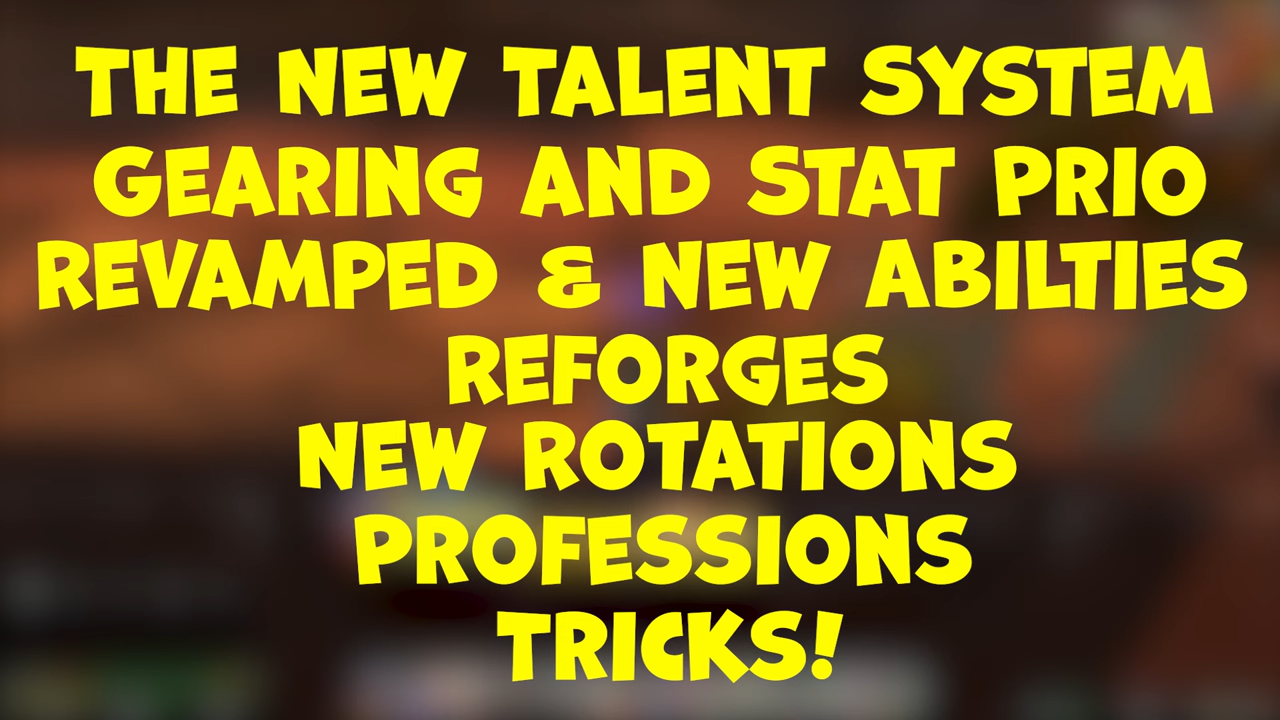 THE NEW TALENT SYSTEM
GEARING AND STAT PRIO
REVAMPED & NEW ABILTIES
REFORGES
NEW ROTATIONS
PROFESSIONS
TRICKS!